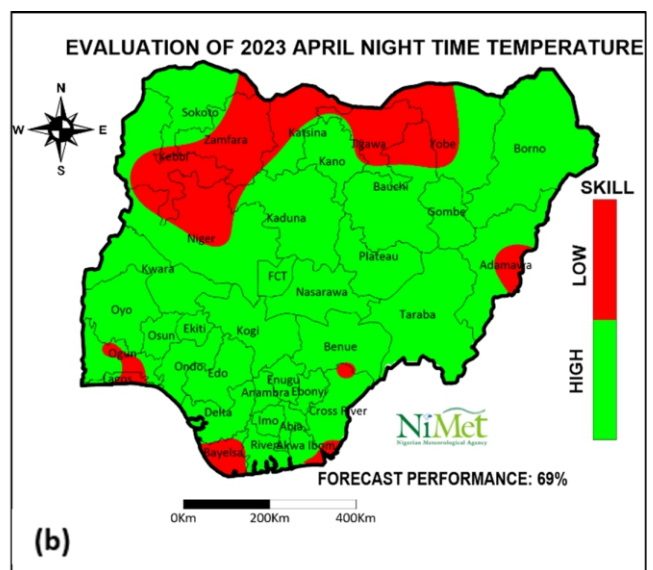 EVALUATION OF 2023 APRIL NIGHT TIME TEMPERATURE
N
W E
S
Sokoto
Zamfara
Katsina
Jigawa
Yobe
Kebbi
Kano
Borno
Bauchi
SKILL
Gombe
Kaduna
Niger
LOW
Plateau
Adamawa
Kwara
FCT
Nasarawa
Oyo
Taraba
Ekiti
Kogi
Osun
Benue
Ogun
HIGH
Ondo
Edo
Lagos
Enugu
Anambra
Ebonyi
Delta
Cross River
Imo
Abia
NiMet
Nigerian Meteorological Agency
Rivers
Akwa Ibom
Bayelsa
FORECAST PERFORMANCE: 69%
0Km 200Km 400Km
(b)